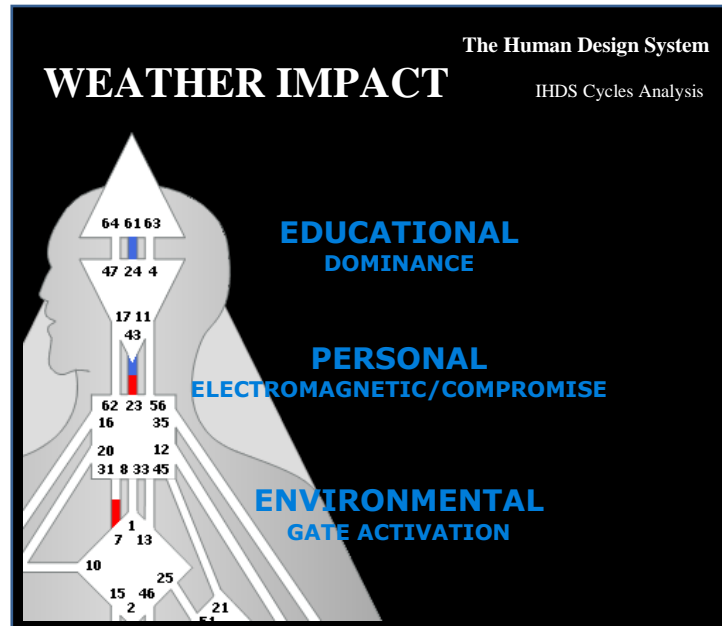 The Human Design System
WEATHER IMPACT
IHDS Cycles Analysis
64 61 63
EDUCATIONAL
DOMINANCE
47 24 4
17 11
43
PERSONAL
ELECTROMAGNETIC/COMPROMISE
62 23 56
16 35
20 12
31 8 33 45
ENVIRONMENTAL
GATE ACTIVATION
1
7 13
10
25
15 46
2 21
51